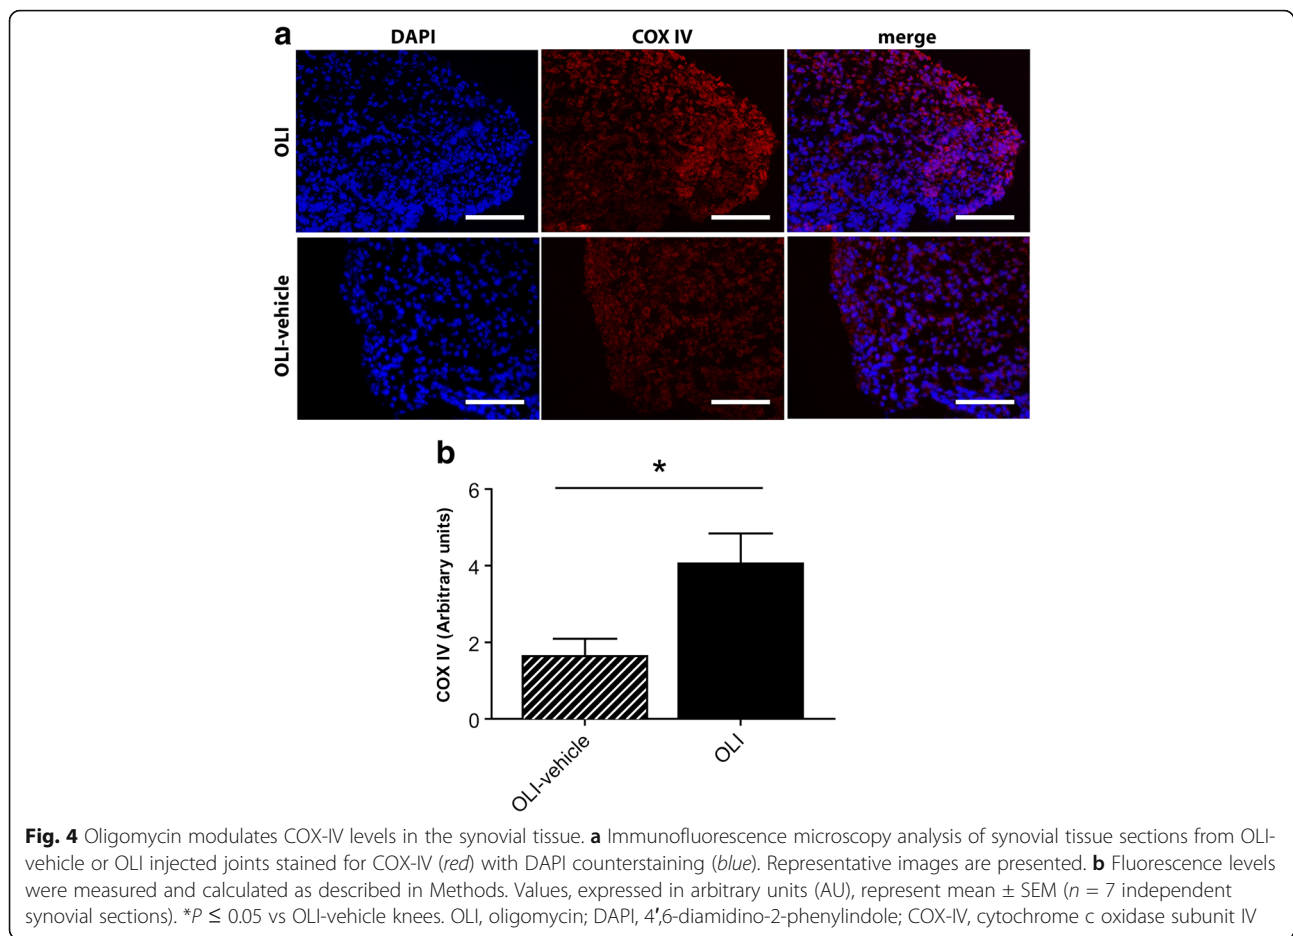 a
DAPI
COX IV
merge
OLI
OLI-vehicle
b
*
COX IV (Arbitrary units)
6
4
2
0
OLI-vehicle
OLI
Fig. 4 Oligomycin modulates COX-IV levels in the synovial tissue. a Immunofluorescence microscopy analysis of synovial tissue sections from OLI-
vehicle or OLI injected joints stained for COX-IV (red) with DAPI counterstaining (blue). Representative images are presented. b Fluorescence levels
were measured and calculated as described in Methods. Values, expressed in arbitrary units (AU), represent mean ± SEM (n = 7 independent
synovial sections). *P ≤ 0.05 vs OLI-vehicle knees. OLI, oligomycin; DAPI, 4′,6-diamidino-2-phenylindole; COX-IV, cytochrome c oxidase subunit IV